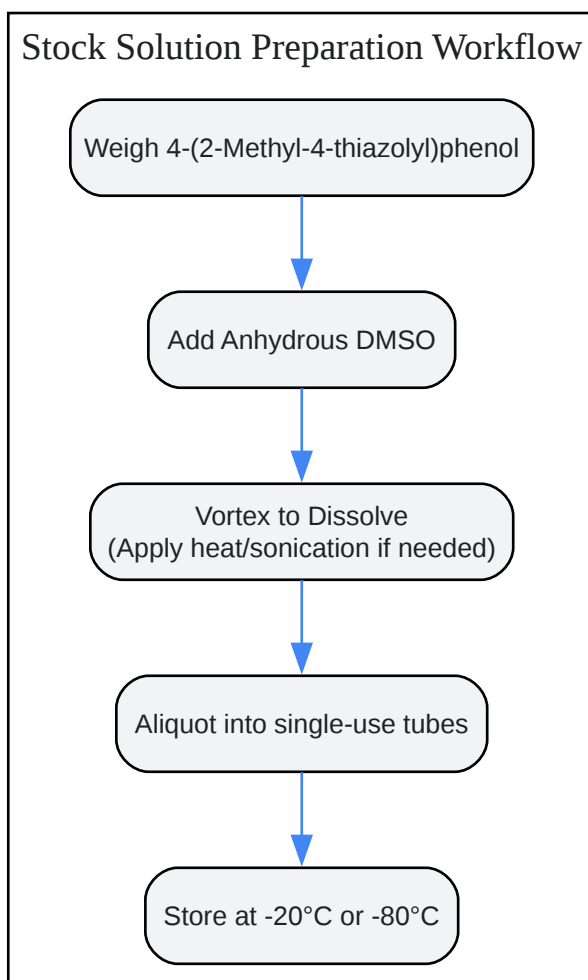 Stock Solution Preparation Workflow
Weigh 4-(2-Methyl-4-thiazolyl)phenol
Add Anhydrous DMSO
Vortex to Dissolve
(Apply heat/sonication if needed)
Aliquot into single-use tubes
Store at -20°C or -80°C